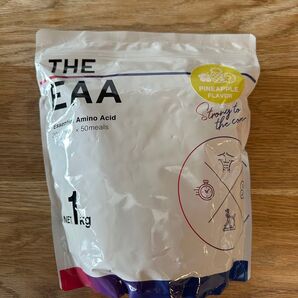 THE
EAA
Essential Amino Acid
× 50meals
PINEAPPLE
FLAVOR
Strong to
the core
NET 1kg